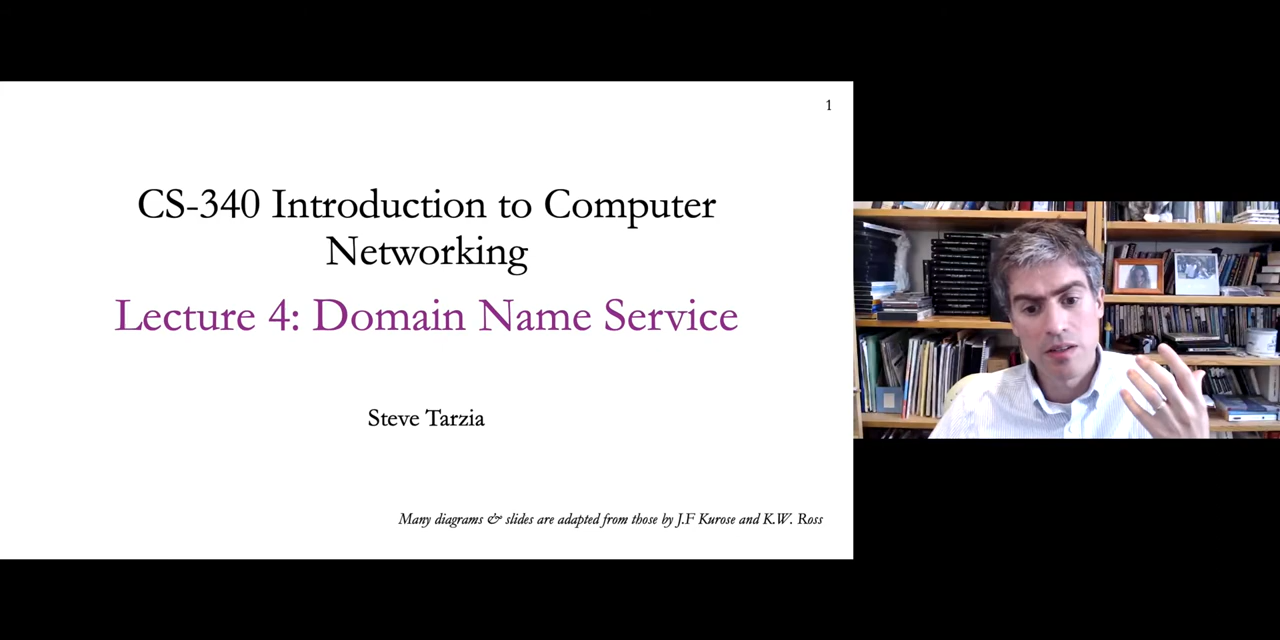 1
CS-340 Introduction to Computer
Networking
Lecture 4: Domain Name Service
Steve Tarzia
Many diagrams & slides are adapted from those by J.F Kurose and K.W. Ross